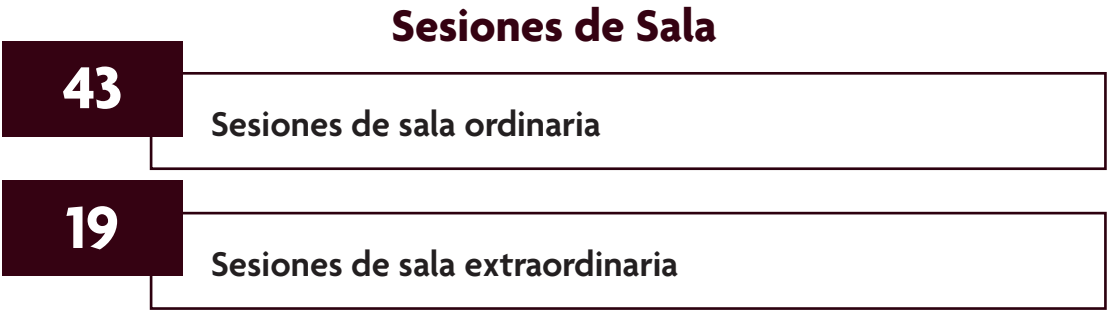 Sesiones de Sala
43
Sesiones de sala ordinaria
19
Sesiones de sala extraordinaria